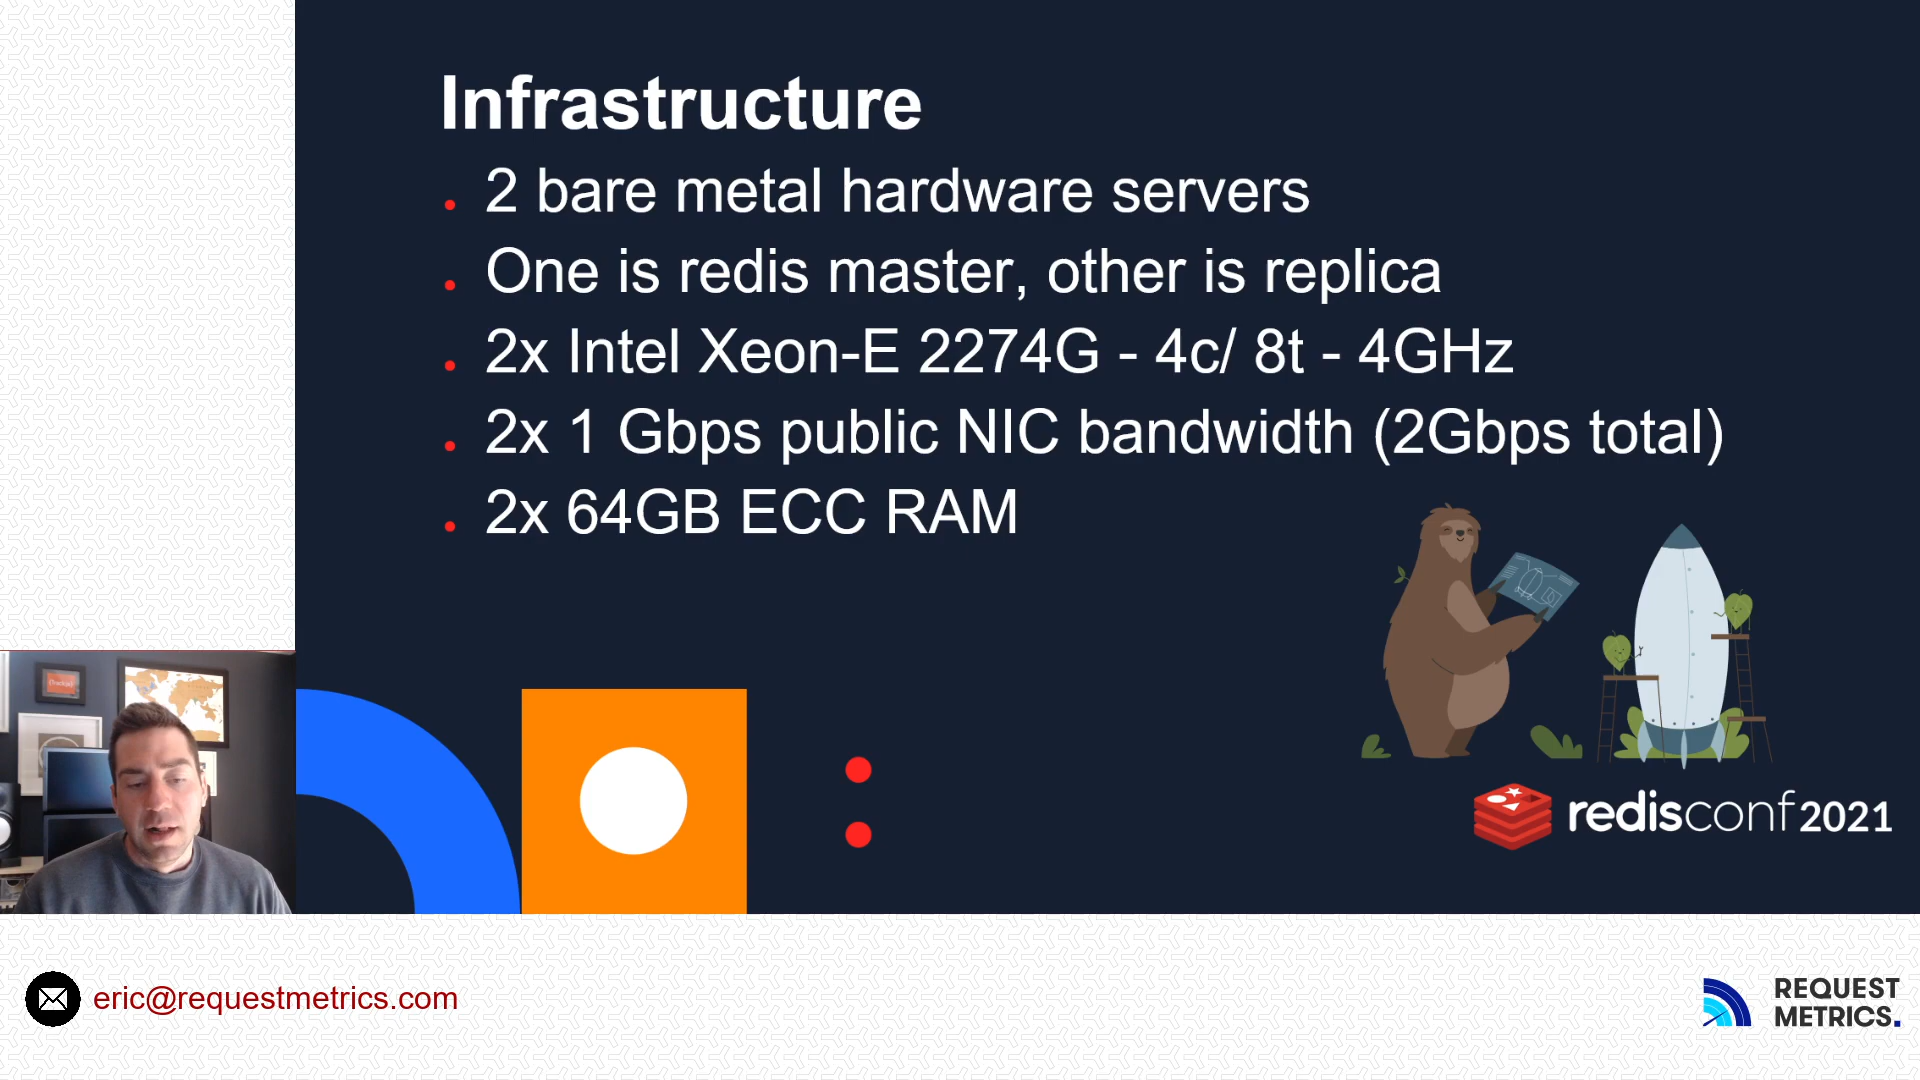 Infrastructure
2 bare metal hardware servers
One is redis master, other is replica
2x Intel Xeon-E 2274G - 4c/ 8t - 4GHz
2x 1 Gbps public NIC bandwidth (2Gbps total)
2x 64GB ECC RAM
redisconf2021
eric@requestmetrics.com
REQUEST
METRICS.